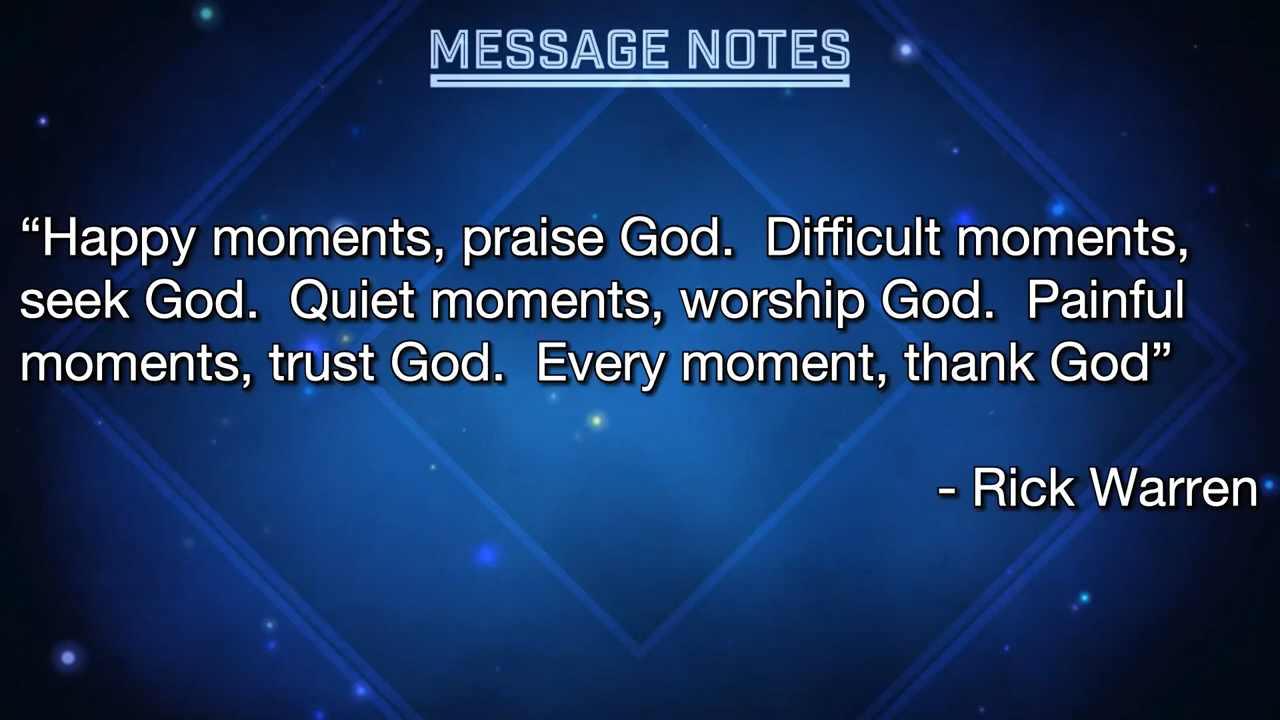 MESSAGE NOTES
“Happy moments, praise God.  Difficult moments,
seek God.  Quiet moments, worship God.  Painful
moments, trust God.  Every moment, thank God”
- Rick Warren